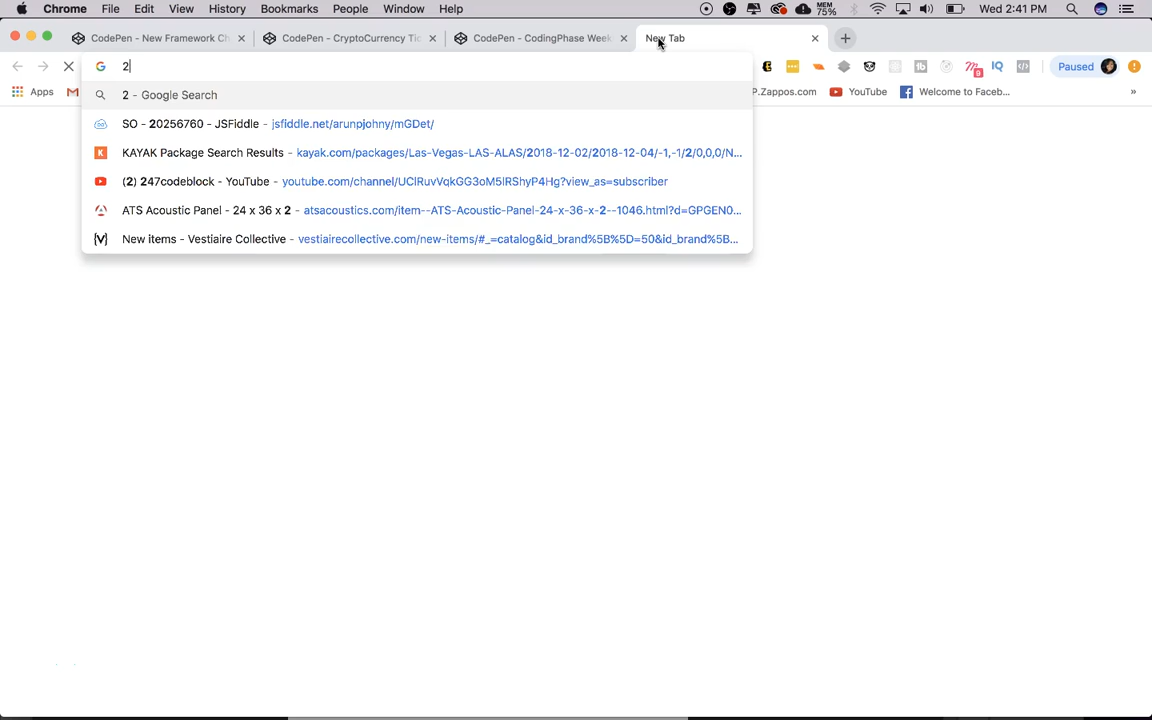 Chrome File Edit View History Bookmarks People Window Help MEM 75% Wed 2:41 PM
CodePen - New Framework Ch CodePen - CryptoCurrency Tic CodePen - CodingPhase Week New Tab
2 Paused
Apps P.Zappos.com YouTube Welcome to Faceb... »
2 - Google Search
SO - 20256760 - JSFiddle - jsfiddle.net/arunpjohny/mGDet/
KAYAK Package Search Results - kayak.com/packages/Las-Vegas-LAS-ALAS/2018-12-02/2018-12-04/-1,-1/2/0,0,0/N...
(2) 247codeblock - YouTube - youtube.com/channel/UClRuvVqkGG3oM5IRShyP4Hg?view_as=subscriber
ATS Acoustic Panel - 24 x 36 x 2 - atsacoustics.com/item--ATS-Acoustic-Panel-24-x-36-x-2--1046.html?d=GPGEN0...
New items - Vestiaire Collective - vestiairecollective.com/new-items/#_=catalog&id_brand%5B%5D=50&id_brand%5B...